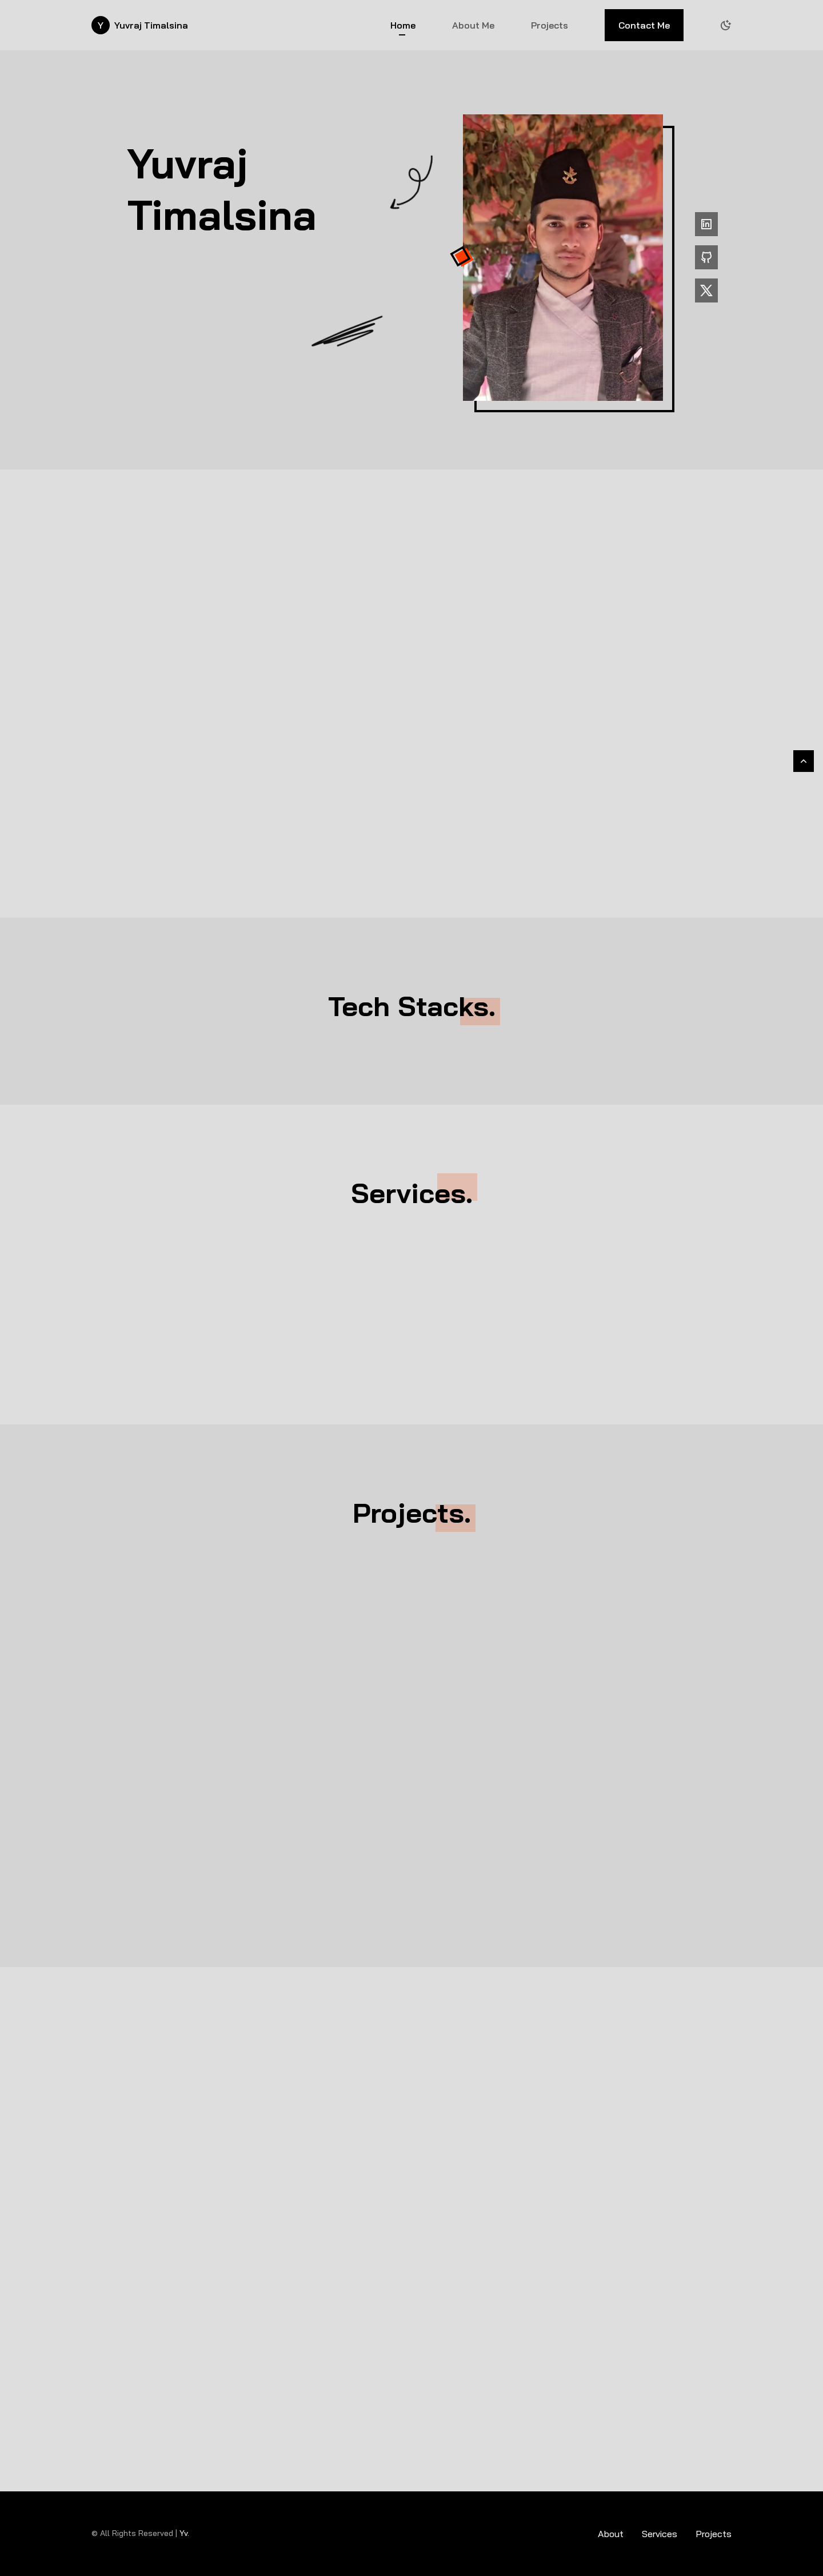 Y Yuvraj Timalsina
Home About Me Projects Contact Me
Yuvraj
Timalsina
Tech Stacks.
Services.
Projects.
© All Rights Reserved | Yv.
About Services Projects